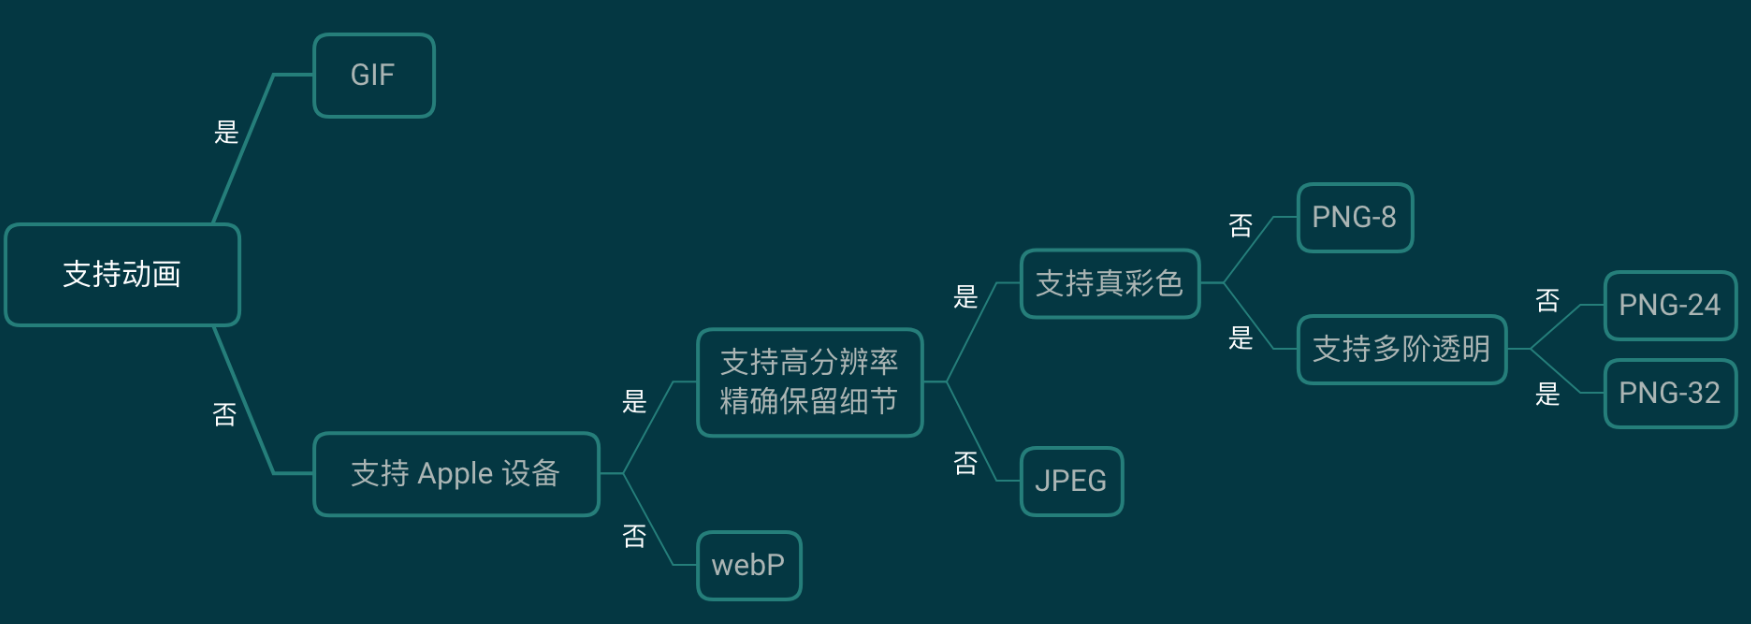 支持动画
是
GIF
否
支持 Apple 设备
是
支持高分辨率
精确保留细节
是
支持真彩色
否
PNG-8
是
支持多阶透明
否
PNG-24
是
PNG-32
否
JPEG
否
webP